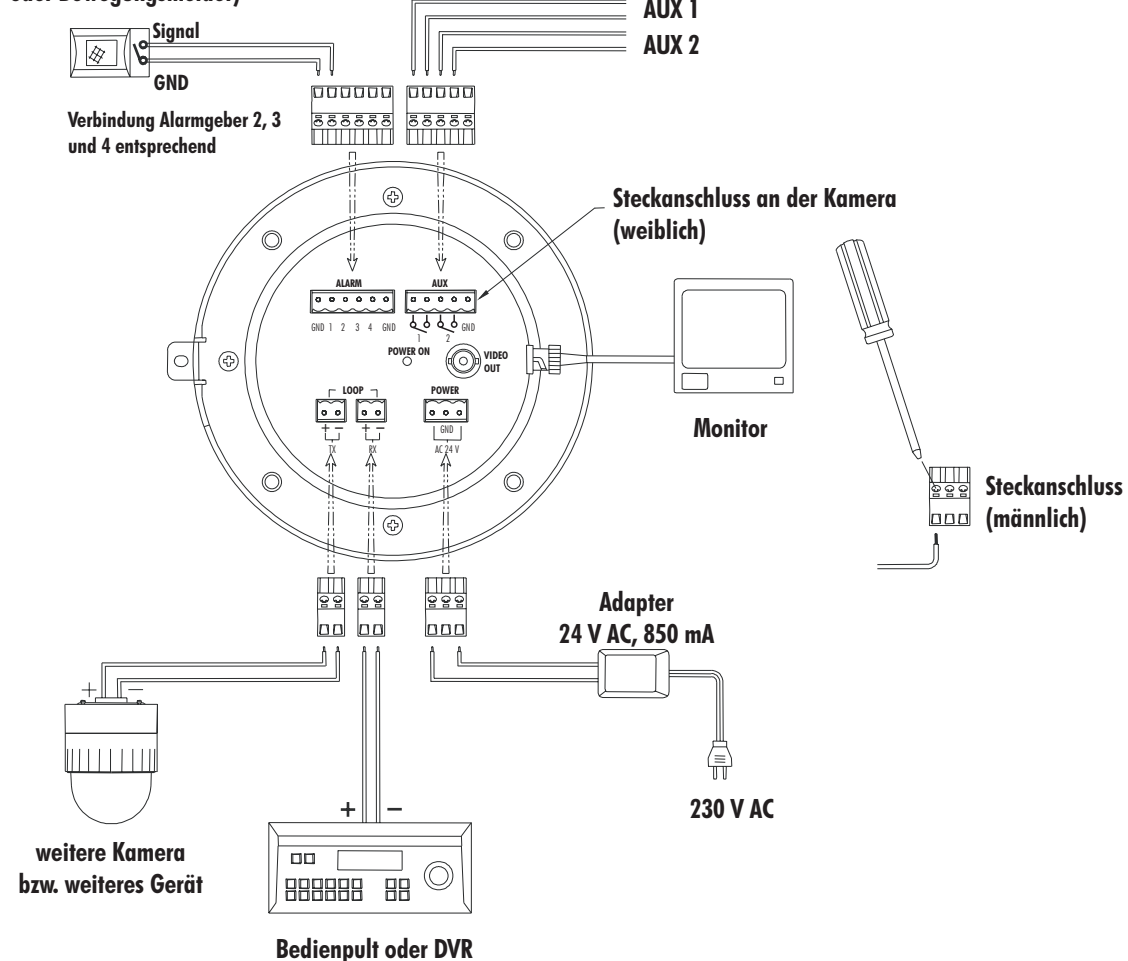 oder Bewegungsmelder)
AUX 1
AUX 2
Signal
GND
Verbindung Alarmgeber 2, 3
und 4 entsprechend
Steckanschluss an der Kamera
(weiblich)
ALARM
AUX
GND 1 2 3 4 GND
1 2 GND
POWER ON
VIDEO
OUT
LOOP
POWER
+ − + −
GND
TX RX AC 24 V
Monitor
Steckanschluss
(männlich)
Adapter
24 V AC, 850 mA
230 V AC
+ −
weitere Kamera
bzw. weiteres Gerät
+ −
Bedienpult oder DVR